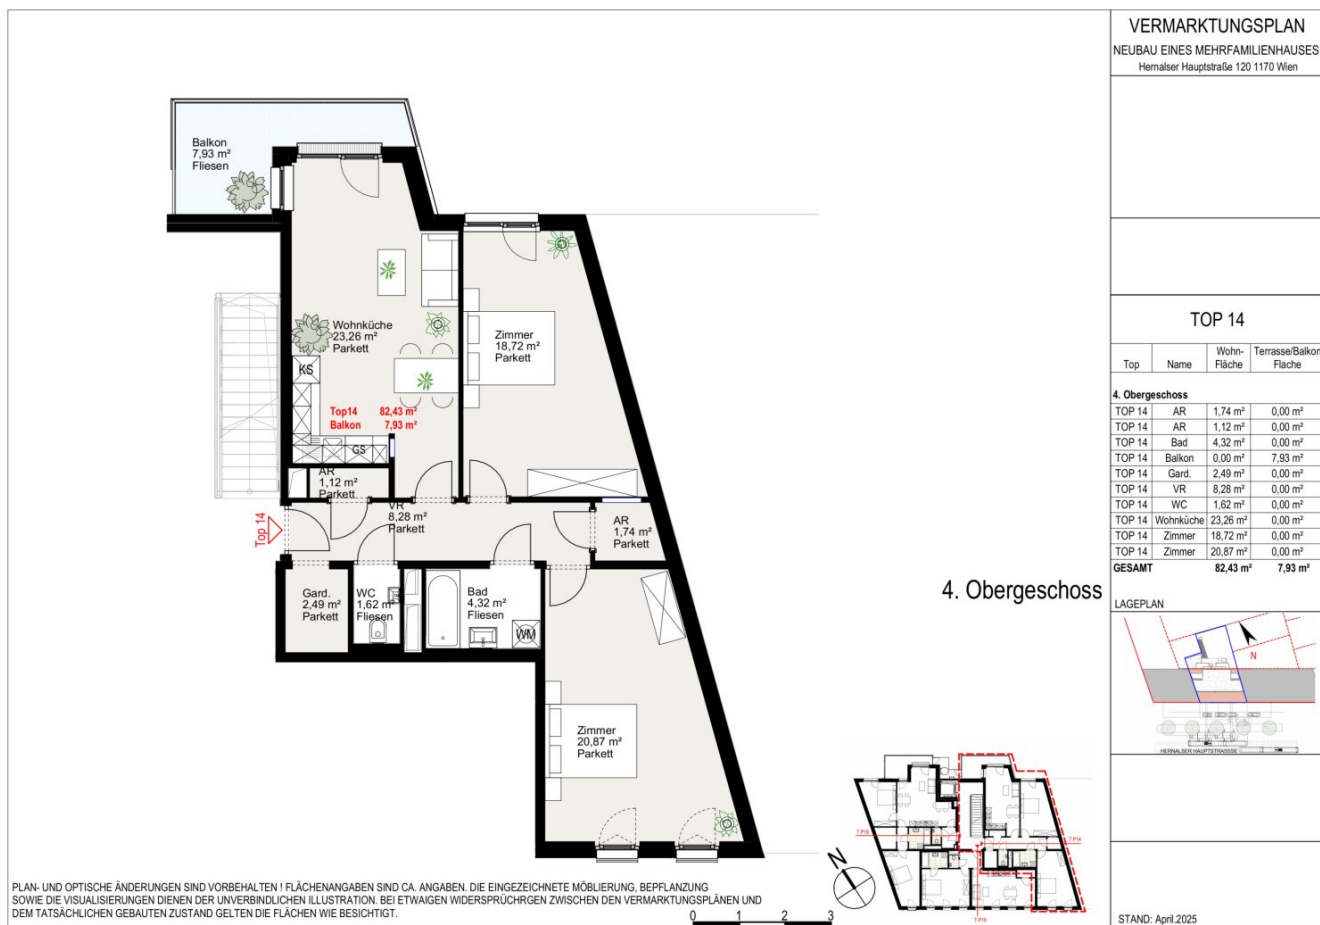 VERMARKTUNGSPLAN
NEUBAU EINES MEHRFAMILIENHAUSES
Hernalser Hauptstraße 120 1170 Wien
Balkon
7,93 m²
Fliesen
Wohnküche
23,26 m²
Parkett
KS
Zimmer
18,72 m²
Parkett
Top14 82,43 m²
Balkon 7,93 m²
GS
AR
1,12 m²
Parkett
VR
8,28 m²
Parkett
Top 14
AR
1,74 m²
Parkett
Gard.
2,49 m²
Parkett
WC
1,62 m²
Fliesen
Bad
4,32 m²
Fliesen
WM
Zimmer
20,87 m²
Parkett
4. Obergeschoss
TOP 14
Top Name Wohn- Fläche Terrasse/Balkon Flache
4. Obergeschoss
TOP 14 AR 1,74 m² 0,00 m²
TOP 14 AR 1,12 m² 0,00 m²
TOP 14 Bad 4,32 m² 0,00 m²
TOP 14 Balkon 0,00 m² 7,93 m²
TOP 14 Gard. 2,49 m² 0,00 m²
TOP 14 VR 8,28 m² 0,00 m²
TOP 14 WC 1,62 m² 0,00 m²
TOP 14 Wohnküche 23,26 m² 0,00 m²
TOP 14 Zimmer 18,72 m² 0,00 m²
TOP 14 Zimmer 20,87 m² 0,00 m²
GESAMT 82,43 m² 7,93 m²
LAGEPLAN
N
HERNALSER HAUPTSTRASSSE
T.P16
T.P14
T.P15
N
PLAN- UND OPTISCHE ÄNDERUNGEN SIND VORBEHALTEN ! FLÄCHENANGABEN SIND CA. ANGABEN. DIE EINGEZEICHNETE MÖBLIERUNG, BEPFLANZUNG
SOWIE DIE VISUALISIERUNGEN DIENEN DER UNVERBINDLICHEN ILLUSTRATION. BEI ETWAIGEN WIDERSPRÜCHRGEN ZWISCHEN DEN VERMARKTUNGSPLÄNEN UND
DEM TATSÄCHLICHEN GEBAUTEN ZUSTAND GELTEN DIE FLÄCHEN WIE BESICHTIGT.
0 1 2 3
STAND: April.2025